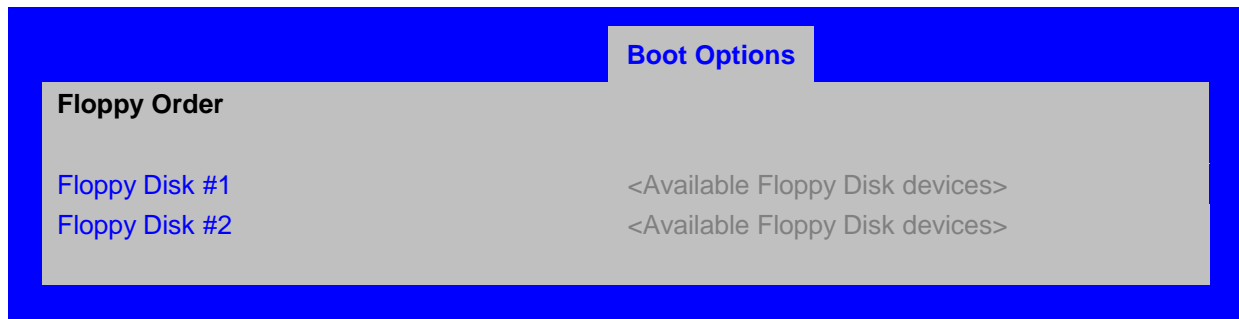 Boot Options
Floppy Order
Floppy Disk #1 <Available Floppy Disk devices>
Floppy Disk #2 <Available Floppy Disk devices>